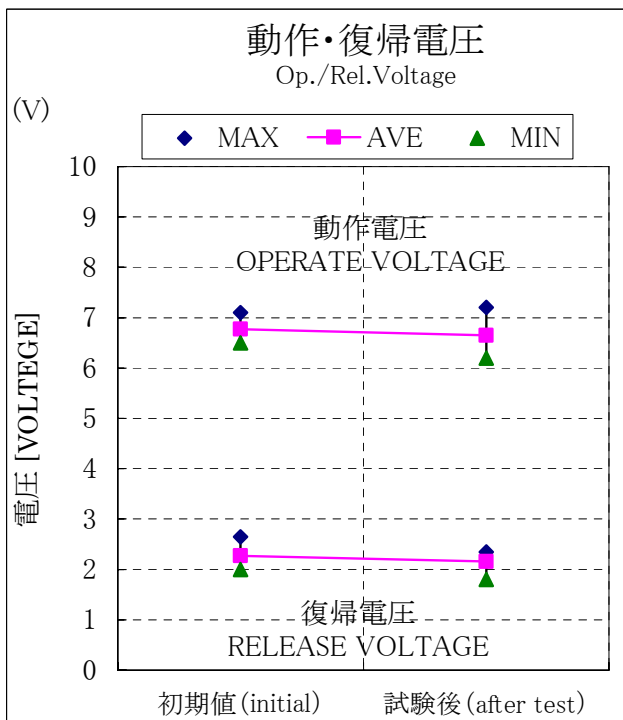 動作・復帰電圧
Op./Rel.Voltage
(V)
MAX AVE MIN
10
9
8
7
6
5
4
3
2
1
0
動作電圧
OPERATE VOLTAGE
復帰電圧
RELEASE VOLTAGE
電圧 [VOLTEGE]
初期値(initial) 試験後(after test)